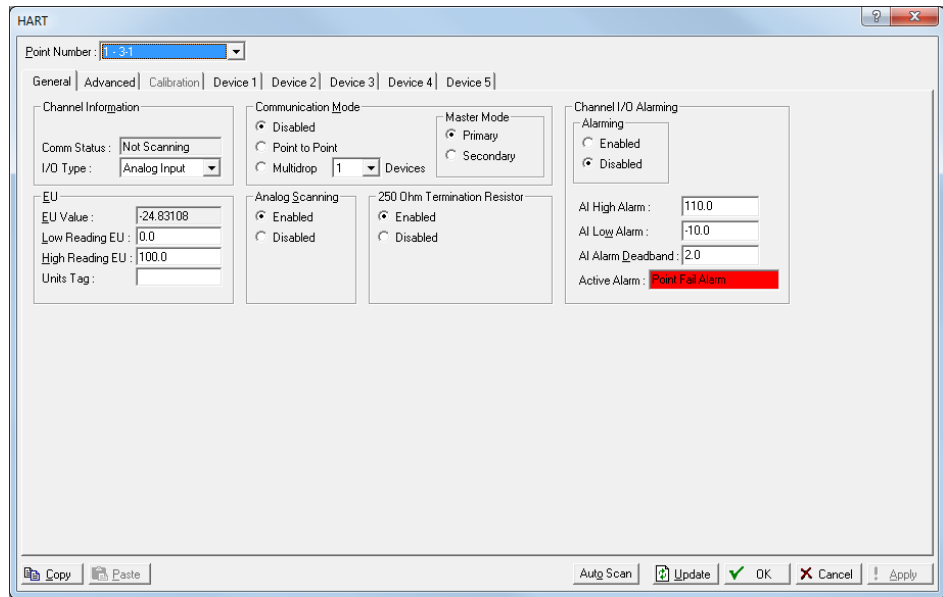 HART
Point Number : 1 - 3-1
General Advanced Calibration Device 1 Device 2 Device 3 Device 4 Device 5
Channel Information
Comm Status : Not Scanning
I/O Type : Analog Input
Communication Mode
Disabled
Point to Point
Multidrop 1 Devices
Master Mode
Primary
Secondary
Channel I/O Alarming
Alarming
Enabled
Disabled
AI High Alarm : 110.0
AI Low Alarm : -10.0
AI Alarm Deadband : 2.0
Active Alarm : Point Fail Alarm
EU
EU Value : -24.83108
Low Reading EU : 0.0
High Reading EU : 100.0
Units Tag :
Analog Scanning
Enabled
Disabled
250 Ohm Termination Resistor
Enabled
Disabled
Copy Paste Auto Scan Update OK Cancel ! Apply